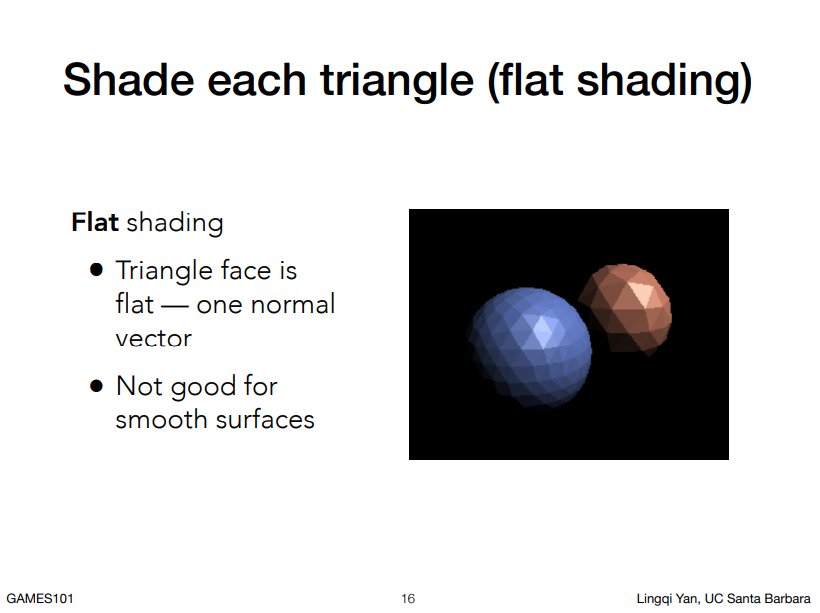 Shade each triangle (flat shading)
Flat shading
• Triangle face is
flat — one normal
vector
• Not good for
smooth surfaces
GAMES101
16
Lingqi Yan, UC Santa Barbara